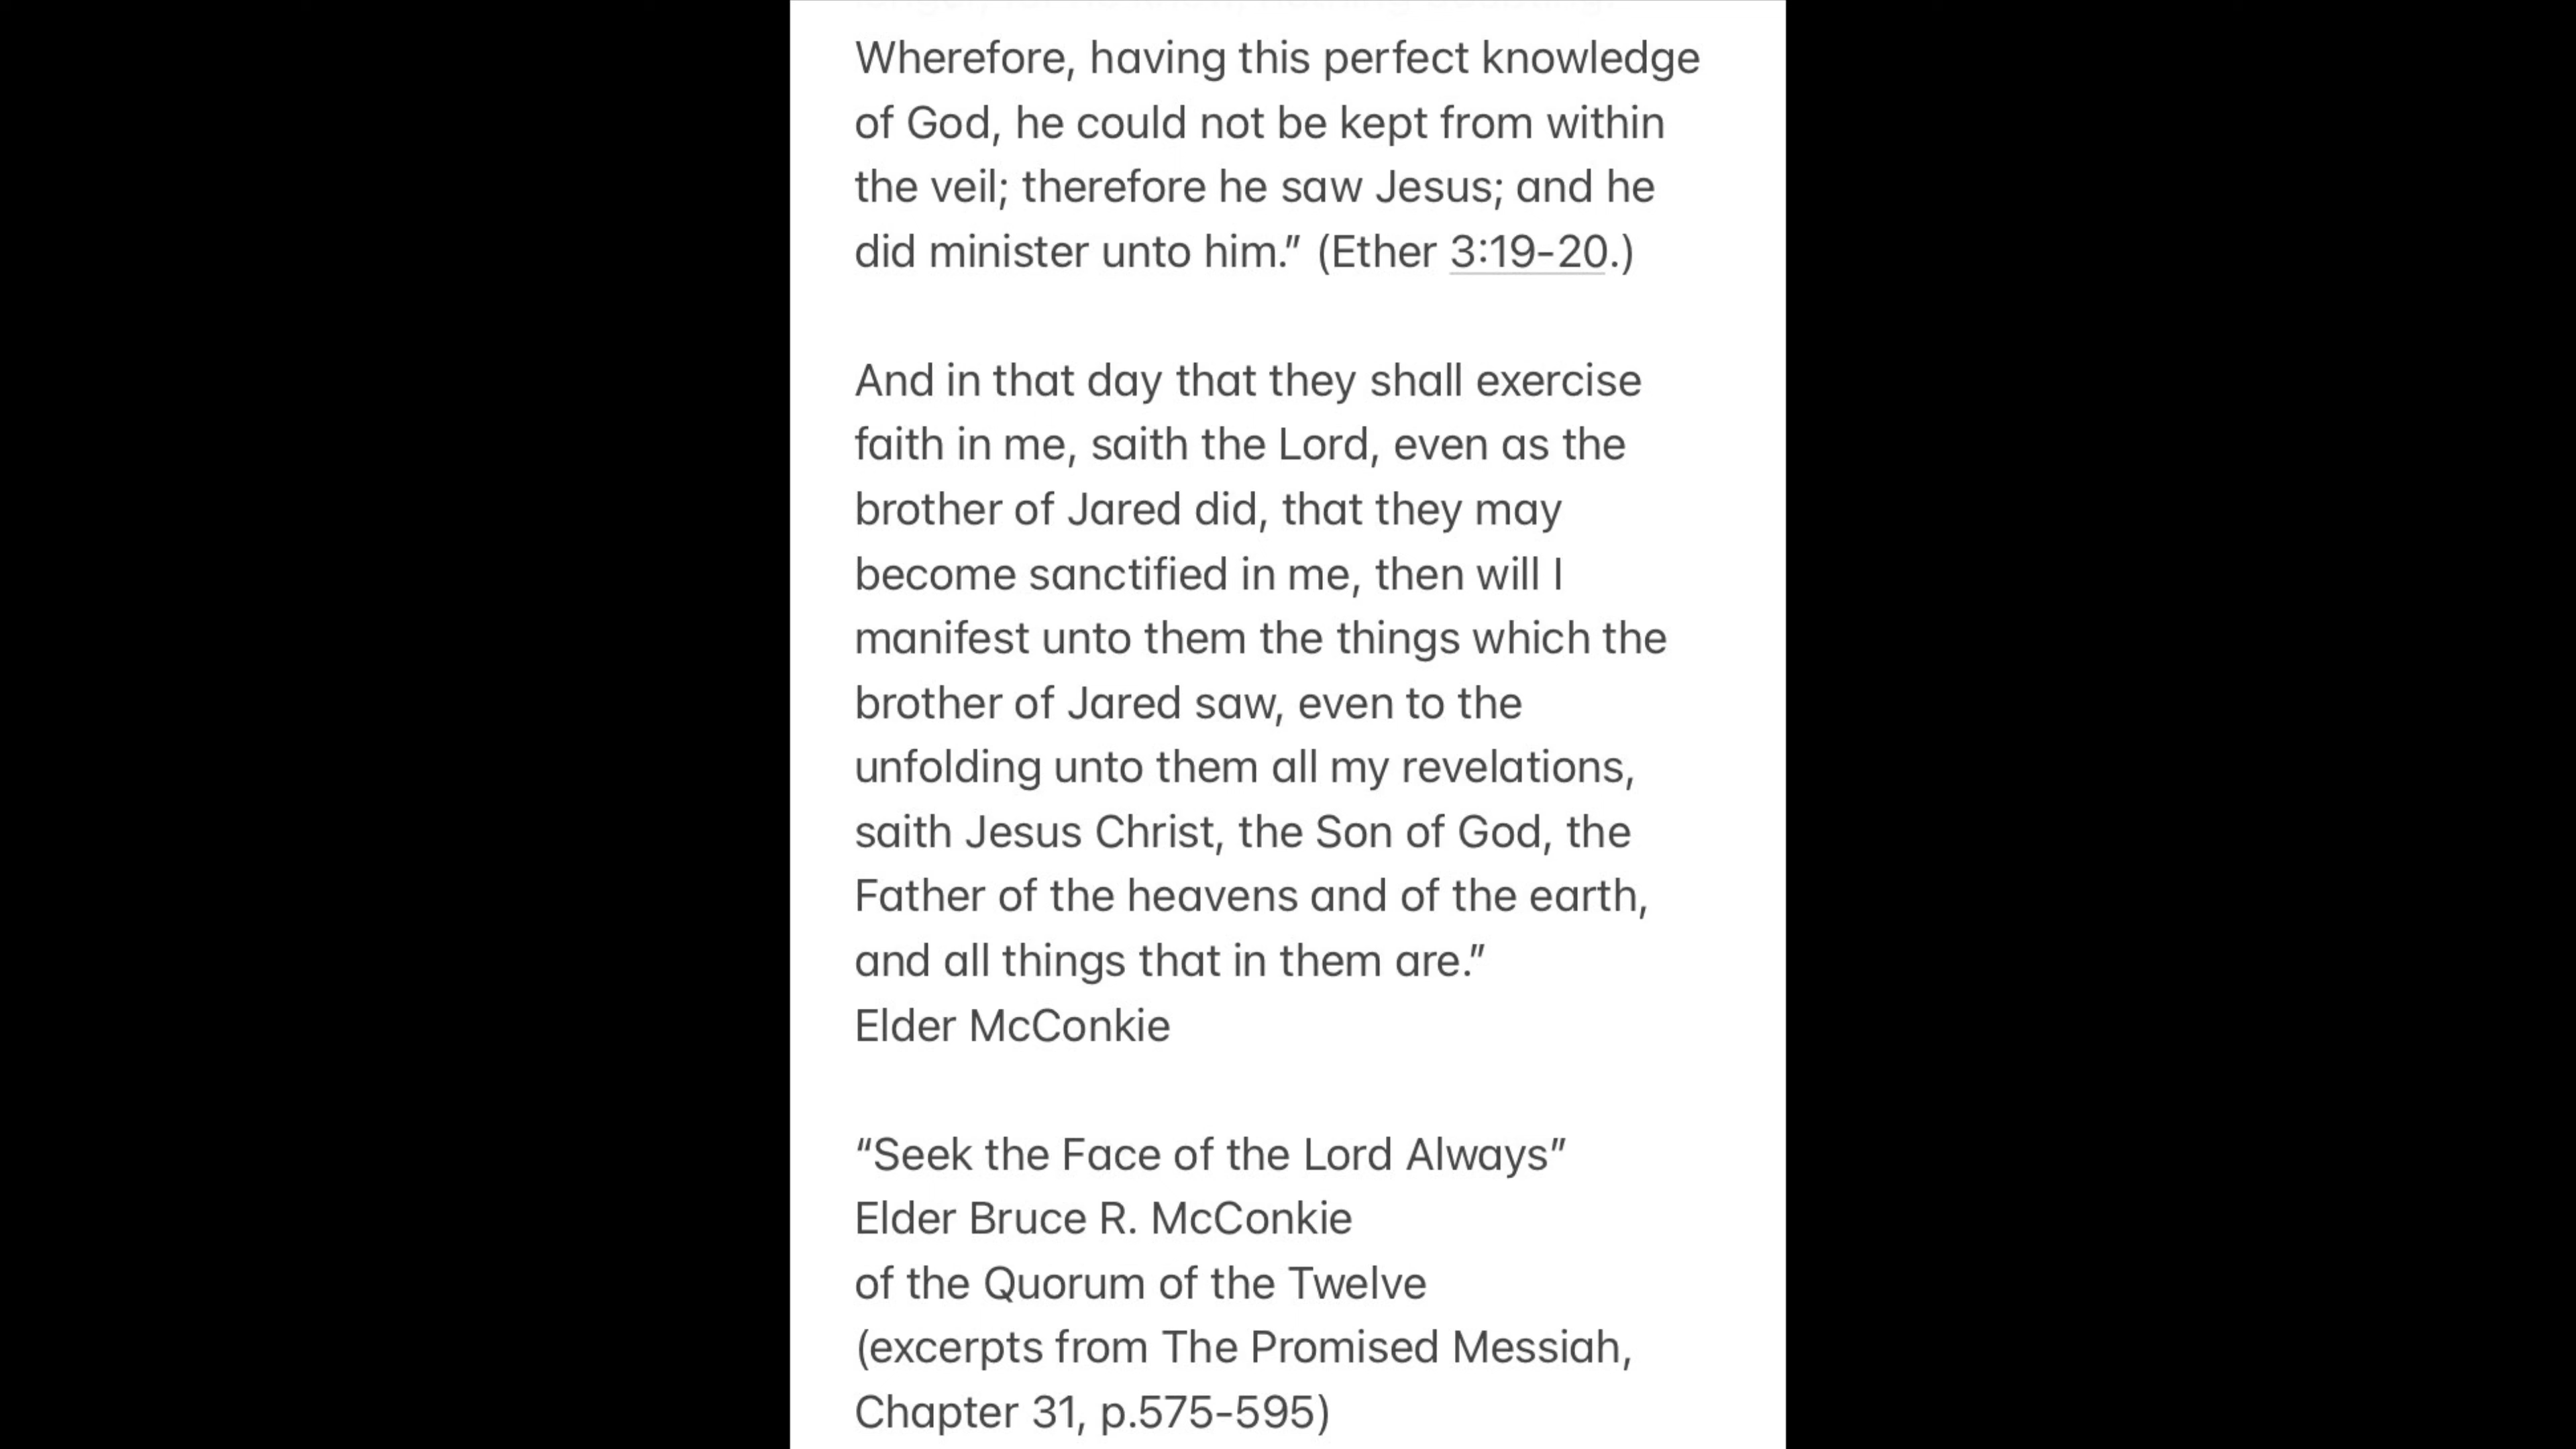 Wherefore, having this perfect knowledge
of God, he could not be kept from within
the veil; therefore he saw Jesus; and he
did minister unto him.” (Ether 3:19-20.)
And in that day that they shall exercise
faith in me, saith the Lord, even as the
brother of Jared did, that they may
become sanctified in me, then will I
manifest unto them the things which the
brother of Jared saw, even to the
unfolding unto them all my revelations,
saith Jesus Christ, the Son of God, the
Father of the heavens and of the earth,
and all things that in them are.”
Elder McConkie
“Seek the Face of the Lord Always”
Elder Bruce R. McConkie
of the Quorum of the Twelve
(excerpts from The Promised Messiah,
Chapter 31, p.575-595)